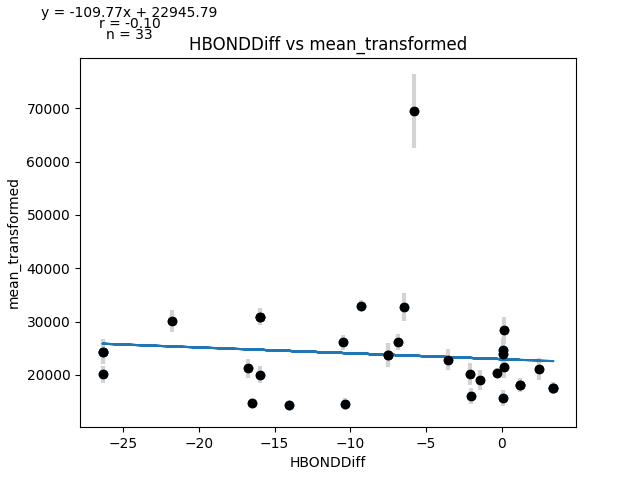 y = -109.77x + 22945.79
r = -0.10
n = 33
HBONDDiff vs mean_transformed
70000
60000
50000
40000
30000
20000
mean_transformed
−25
−20
−15
−10
−5
0
HBONDDiff